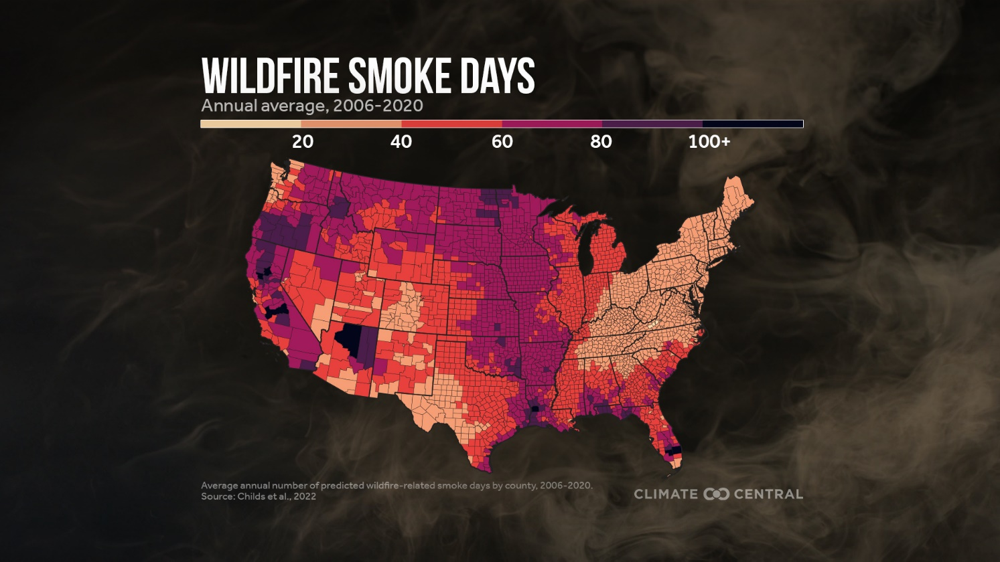 WILDFIRE SMOKE DAYS
Annual average, 2006-2020
20 40 60 80 100+
Average annual number of predicted wildfire-related smoke days by county, 2006-2020.
Source: Childs et al., 2022
CLIMATE CENTRAL